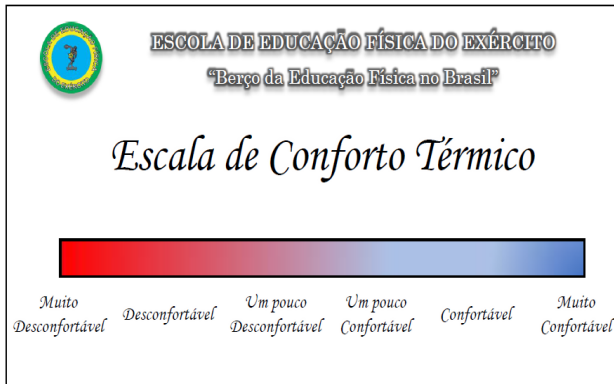 ESCOLA DE EDUCAÇÃO FÍSICA DO EXÉRCITO
“Berço da Educação Física no Brasil”
Escala de Conforto Térmico
Muito Desconfortável
Desconfortável
Um pouco Desconfortável
Um pouco Confortável
Confortável
Muito Confortável